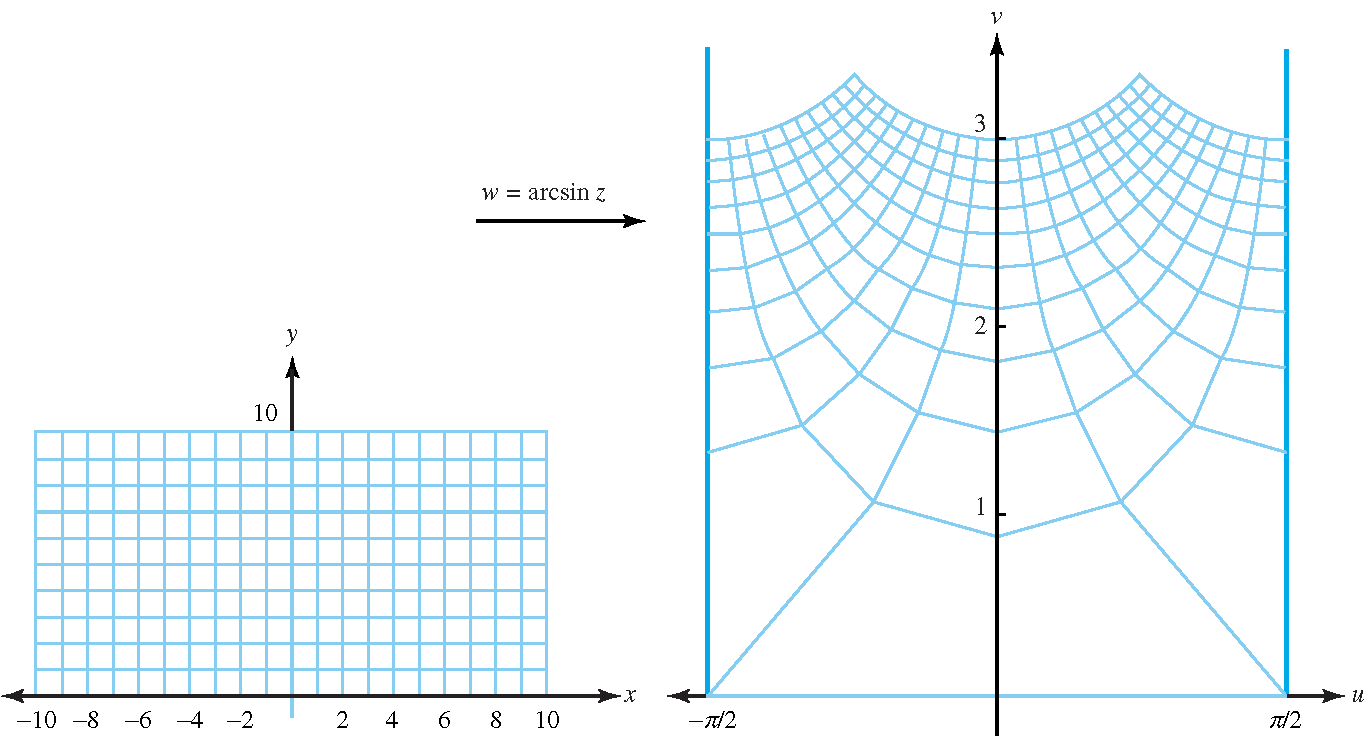 v
3
w = arcsin z
y
2
10
1
x
u
–10 –8 –6 –4 –2 2 4 6 8 10
–π/2 π/2